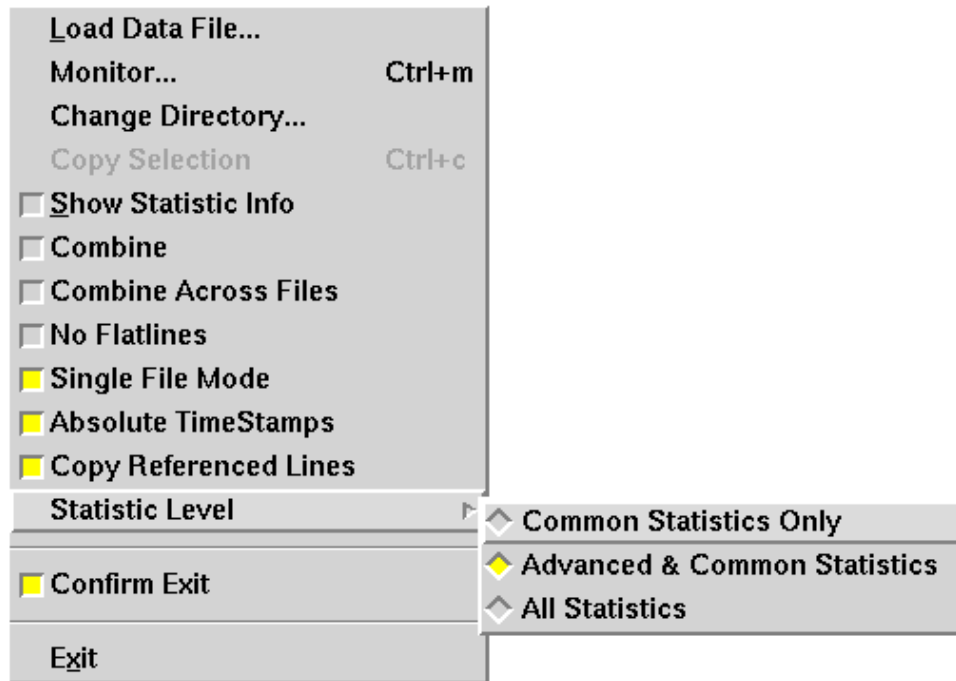 Load Data File...
Monitor... Ctrl+m
Change Directory...
Copy Selection Ctrl+c
Show Statistic Info
Combine
Combine Across Files
No Flatlines
Single File Mode
Absolute TimeStamps
Copy Referenced Lines
Statistic Level
Common Statistics Only
Advanced & Common Statistics
All Statistics
Confirm Exit
Exit